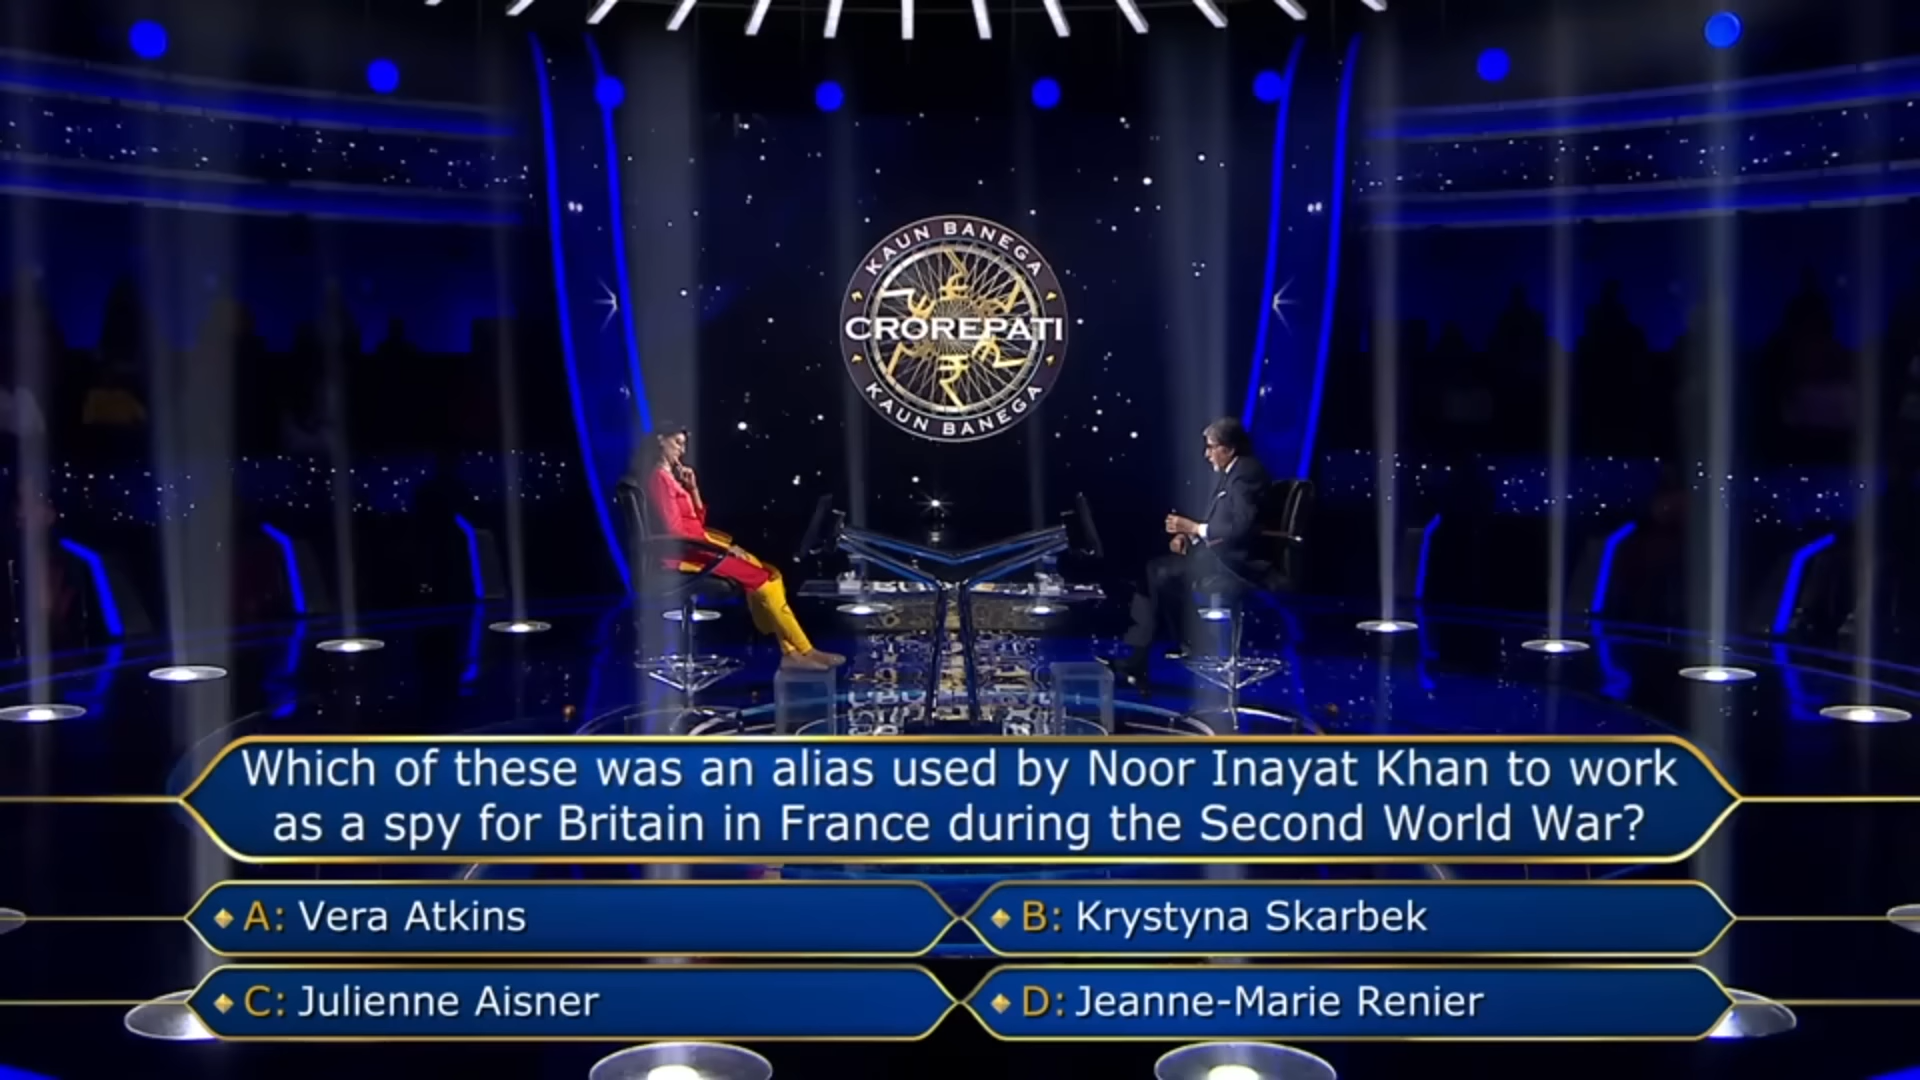 KAUN BANEGA
CROREPATI
KAUN BANEGA
Which of these was an alias used by Noor Inayat Khan to work
as a spy for Britain in France during the Second World War?
A: Vera Atkins
B: Krystyna Skarbek
C: Julienne Aisner
D: Jeanne-Marie Renier